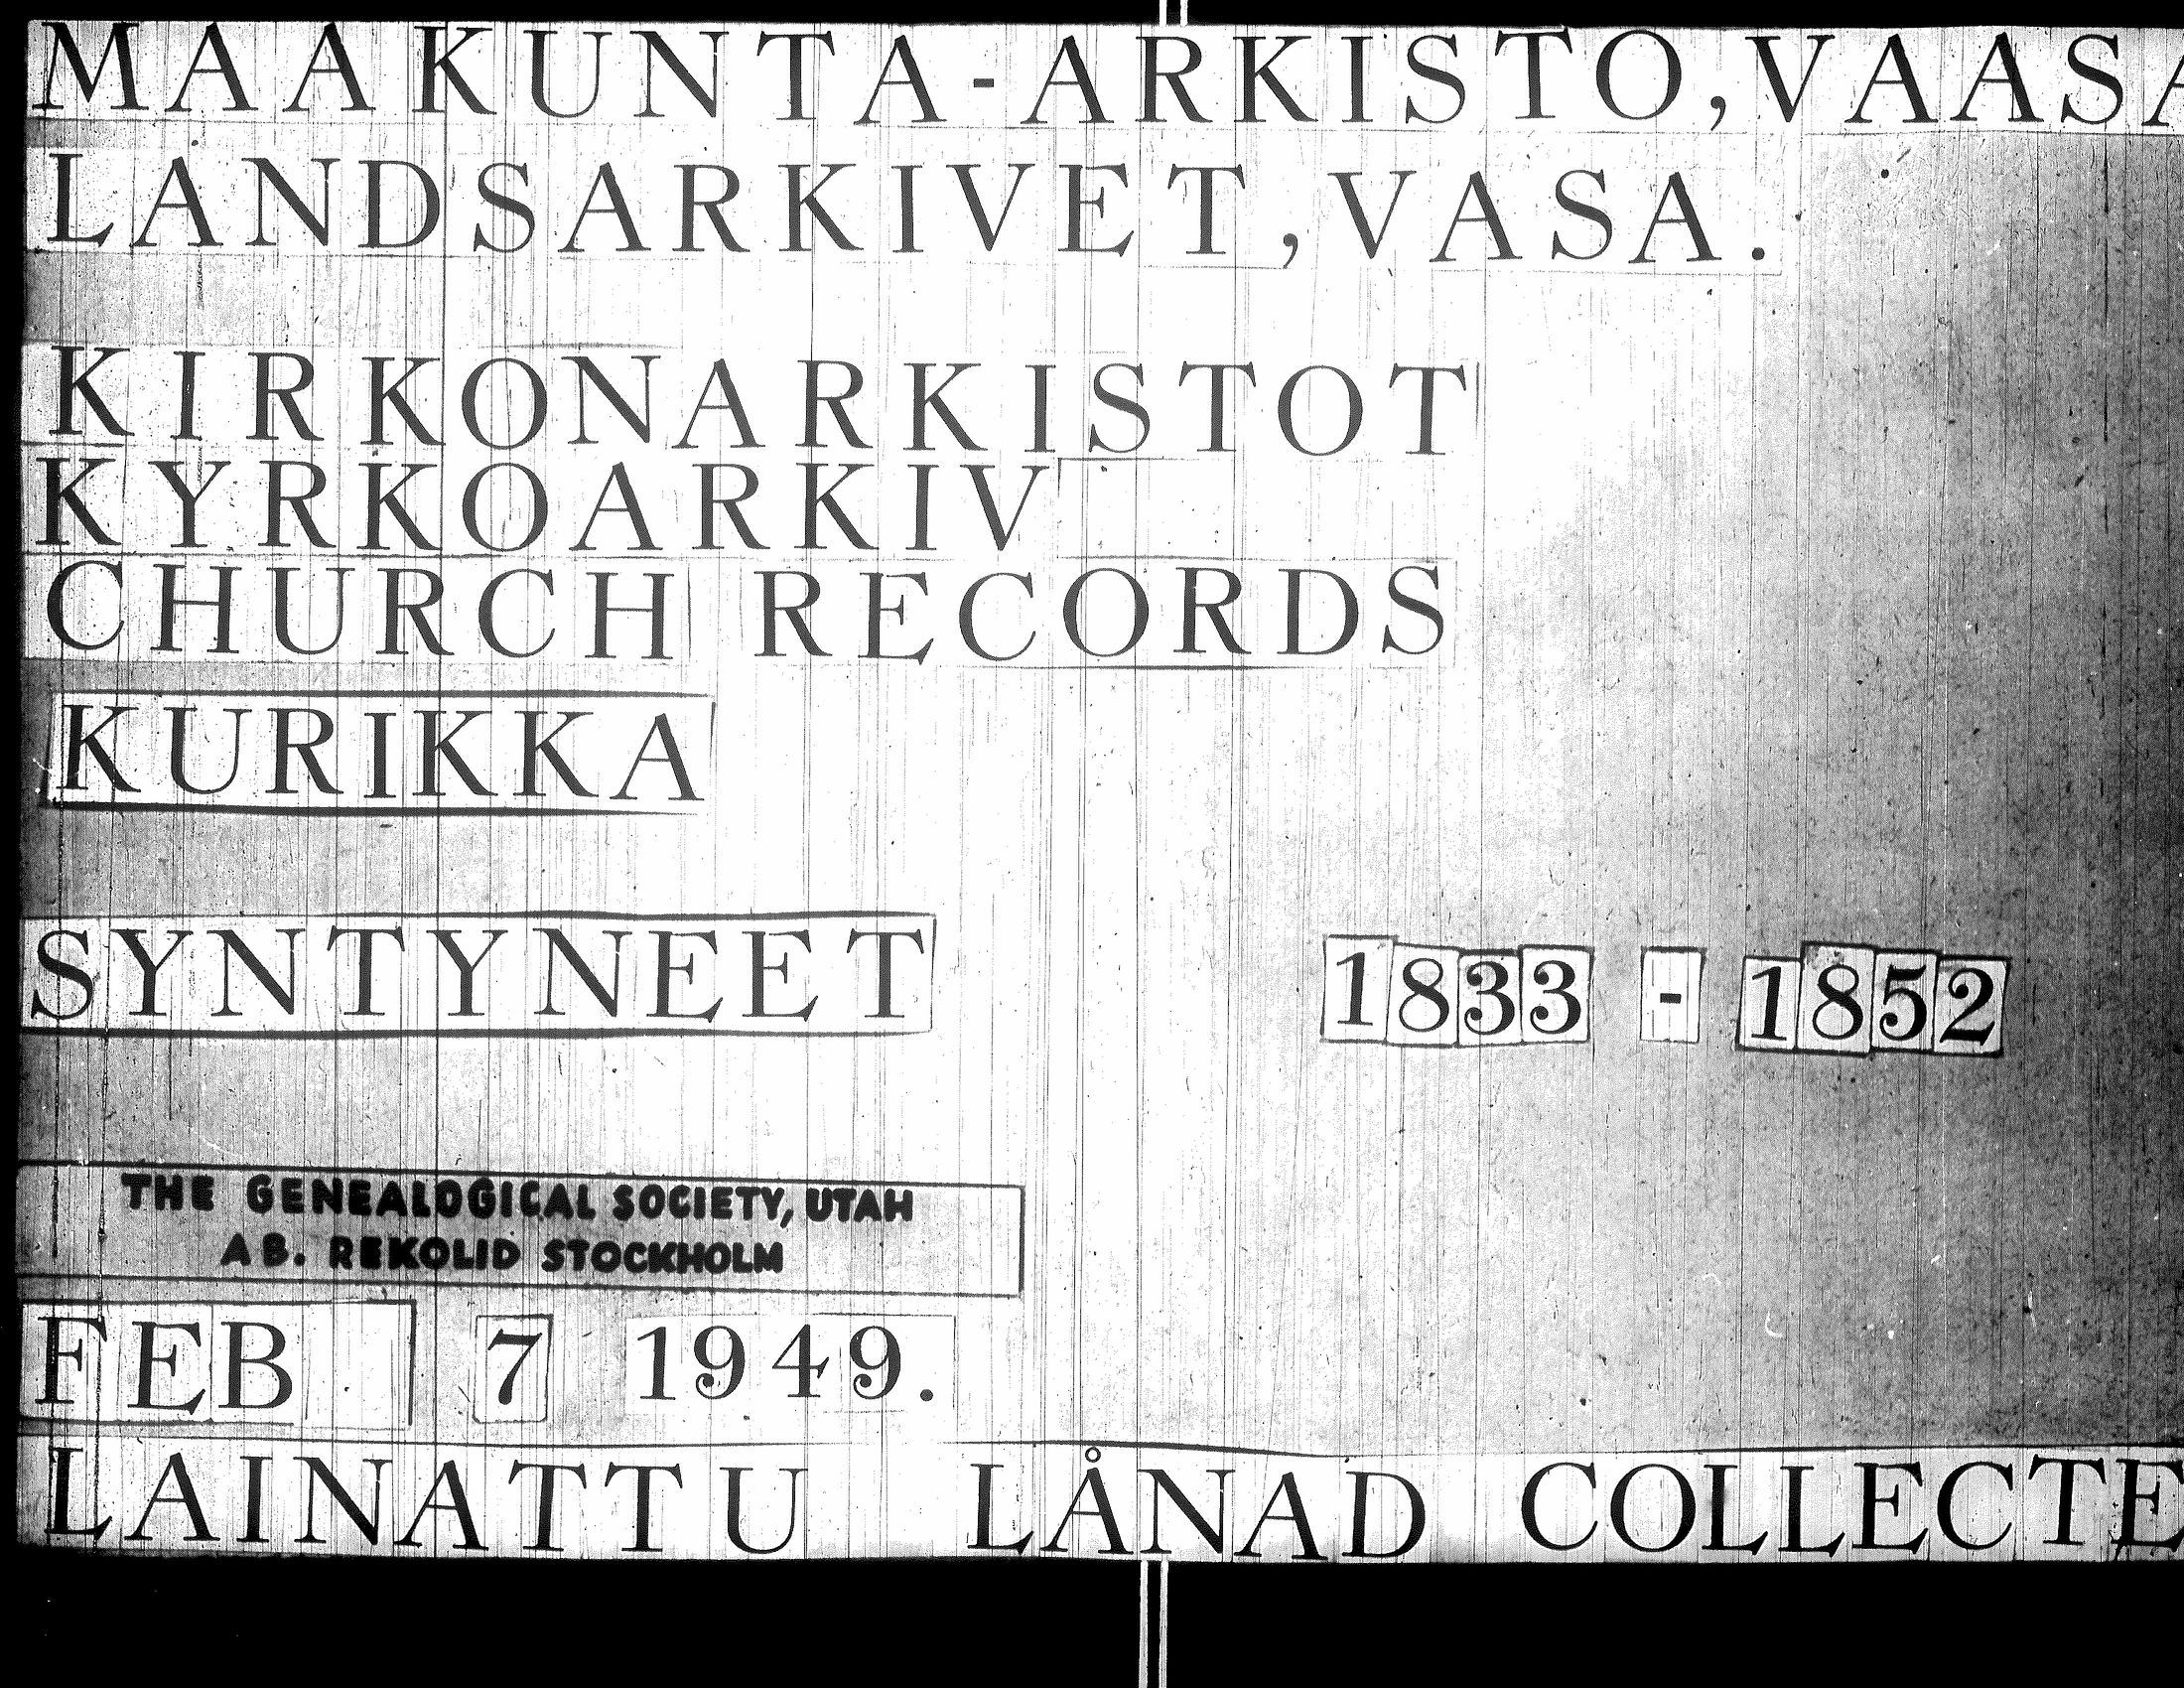 MAAKUNTA-ARKISTO, VAASA
LANDSARKIVET, VASA.
KIRKONARKISTOT
KYRKOARKIV
CHURCH RECORDS
KURIKKA
SYNTYNEET 1833 - 1852
THE GENEALOGICAL SOCIETY, UTAH
AB. REKOLID STOCKHOLM
FEB 7 1949.
LAINATTU LÅNAD COLLECTE